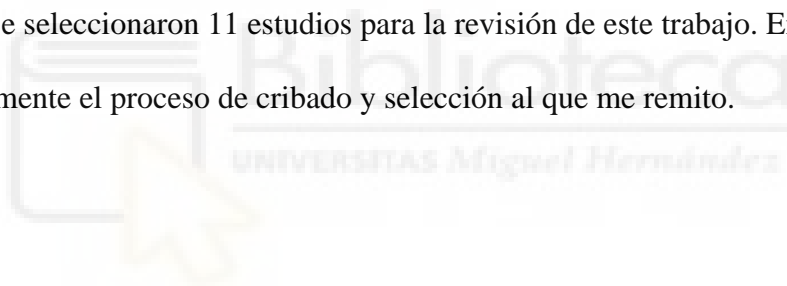 e seleccionaron 11 estudios para la revisión de este trabajo. E
mente el proceso de cribado y selección al que me remito.
Biblioteca
UNIVERSITAS Miguel Hernández